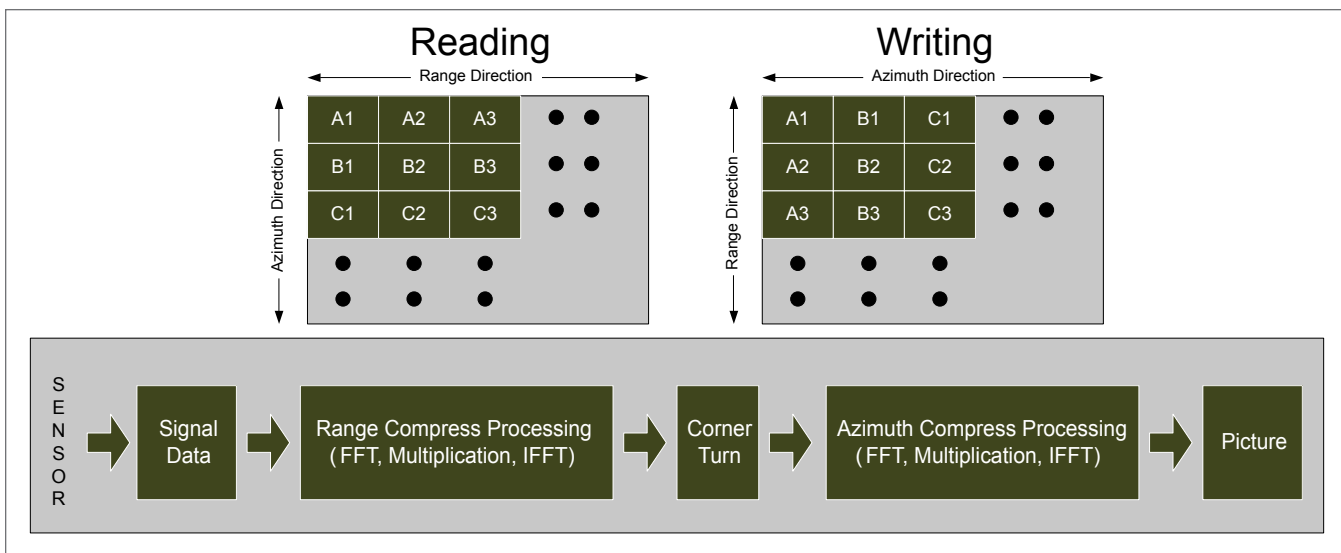 Reading
Range Direction
Azimuth Direction
A1 A2 A3
B1 B2 B3
C1 C2 C3
Writing
Azimuth Direction
Range Direction
A1 B1 C1
A2 B2 C2
A3 B3 C3
SENSOR
Signal
Data
Range Compress Processing
(FFT, Multiplication, IFFT)
Corner
Turn
Azimuth Compress Processing
(FFT, Multiplication, IFFT)
Picture